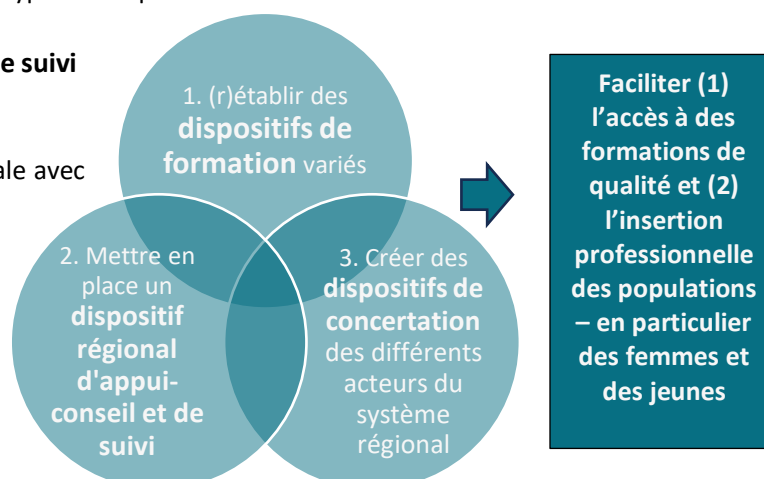 e suivi
ale avec
1. (r)établir des
dispositifs de
formation variés
2. Mettre en
place un
dispositif
régional
d'appui-
conseil et de
suivi
3. Créer des
dispositifs de
concertation
des différents
acteurs du
système
régional
Faciliter (1)
l'accès à des
formations de
qualité et (2)
l'insertion
professionnelle
des populations
– en particulier
des femmes et
des jeunes